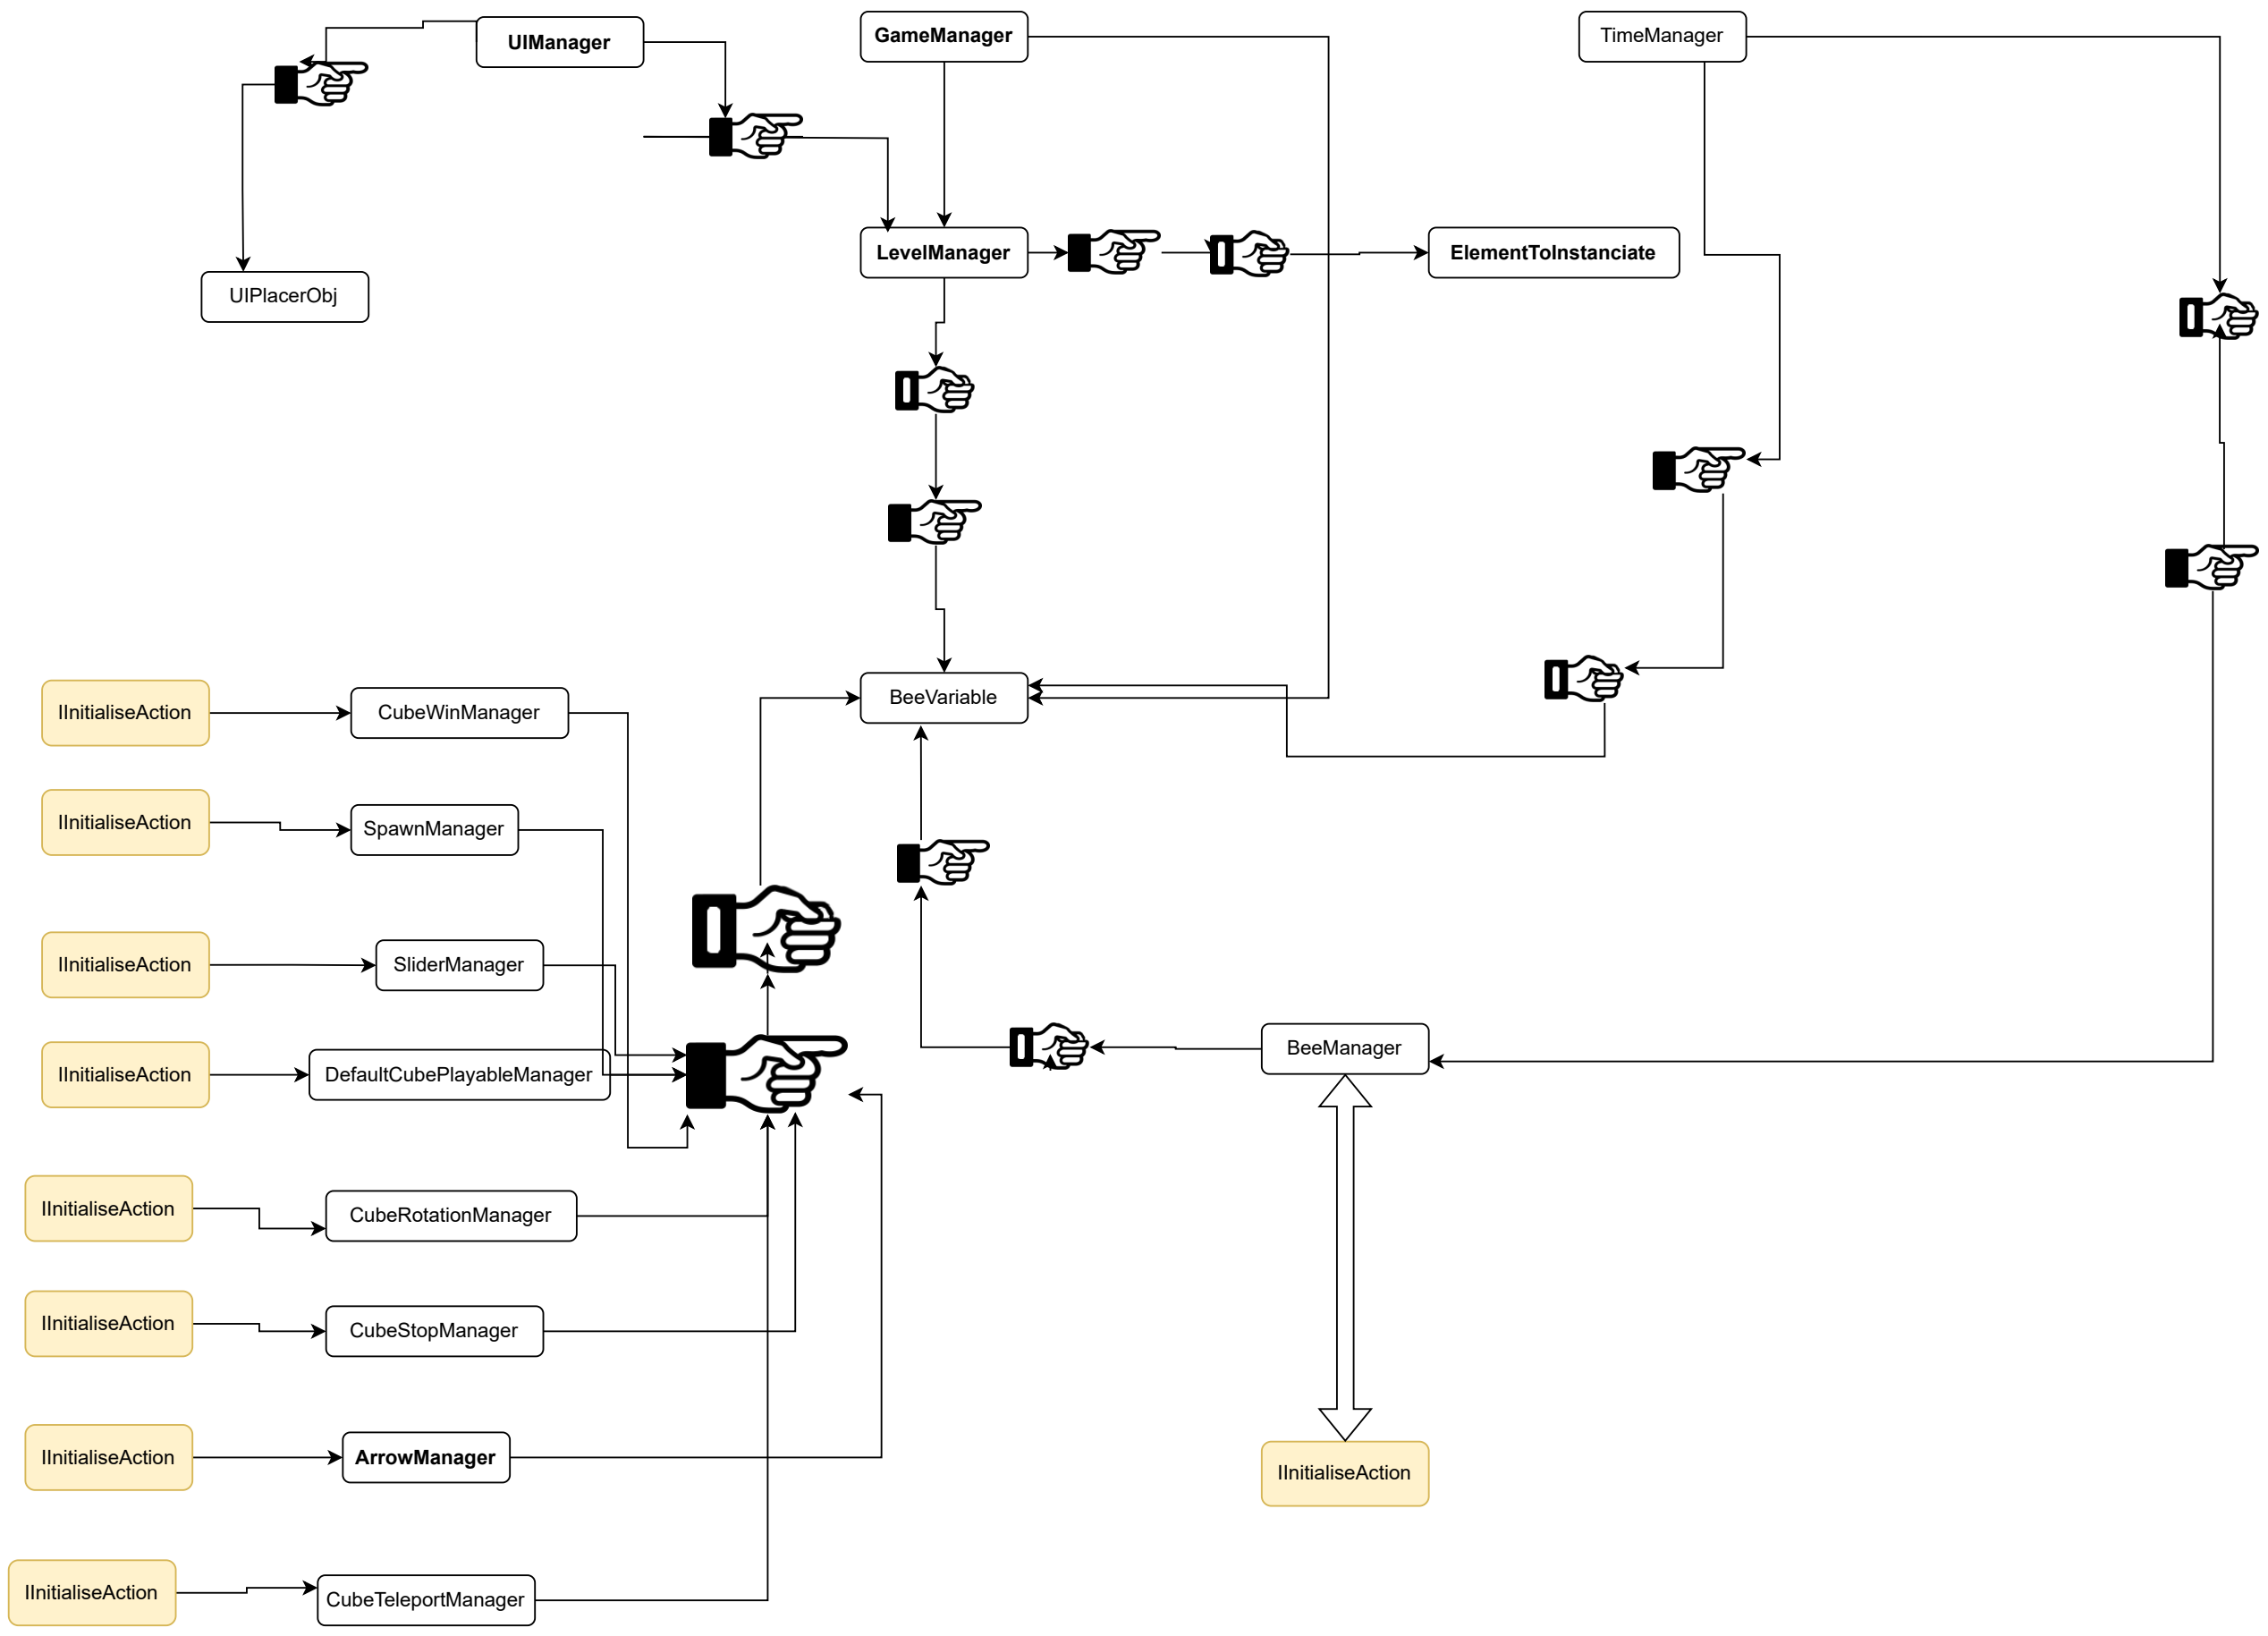 UIManager
GameManager
TimeManager
LevelManager
ElementToInstanciate
UIPlacerObj
BeeVariable
IInitialiseAction
CubeWinManager
IInitialiseAction
SpawnManager
IInitialiseAction
SliderManager
IInitialiseAction
DefaultCubePlayableManager
BeeManager
IInitialiseAction
CubeRotationManager
IInitialiseAction
CubeStopManager
IInitialiseAction
ArrowManager
IInitialiseAction
IInitialiseAction
CubeTeleportManager